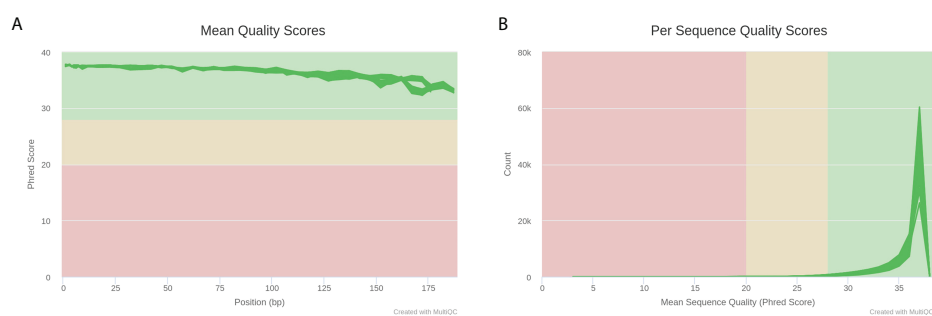 A
Mean Quality Scores
40
30
20
10
0
Phred Score
0 25 50 75 100 125 150 175
Position (bp)
Created with MultiQC
B
Per Sequence Quality Scores
80k
60k
40k
20k
0
Count
0 5 10 15 20 25 30 35
Mean Sequence Quality (Phred Score)
Created with MultiQC